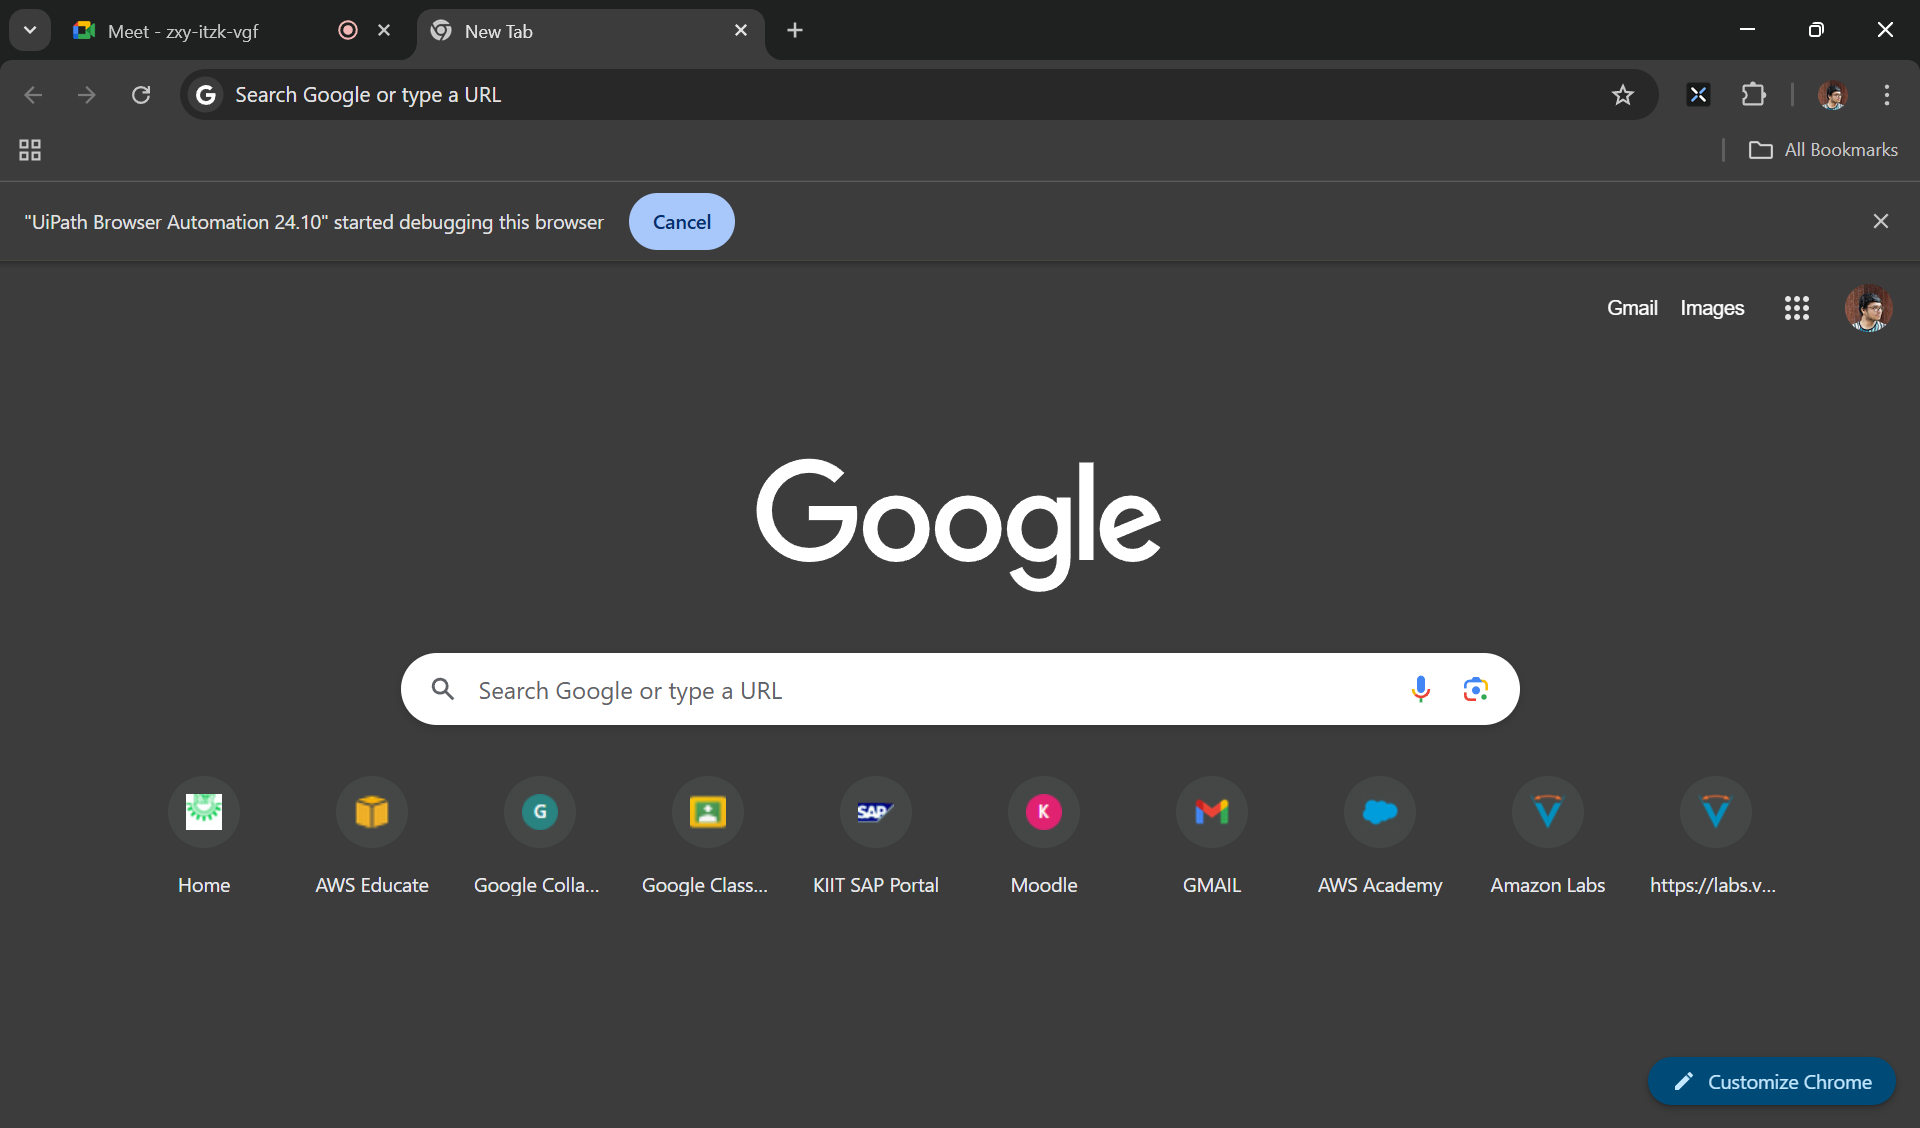 Meet - zxy-itzk-vgf
New Tab
Search Google or type a URL
All Bookmarks
"UiPath Browser Automation 24.10" started debugging this browser
Cancel
Gmail Images
Google
Search Google or type a URL
G SAP K
Home AWS Educate Google Colla... Google Class... KIIT SAP Portal Moodle GMAIL AWS Academy Amazon Labs https://labs.v...
Customize Chrome